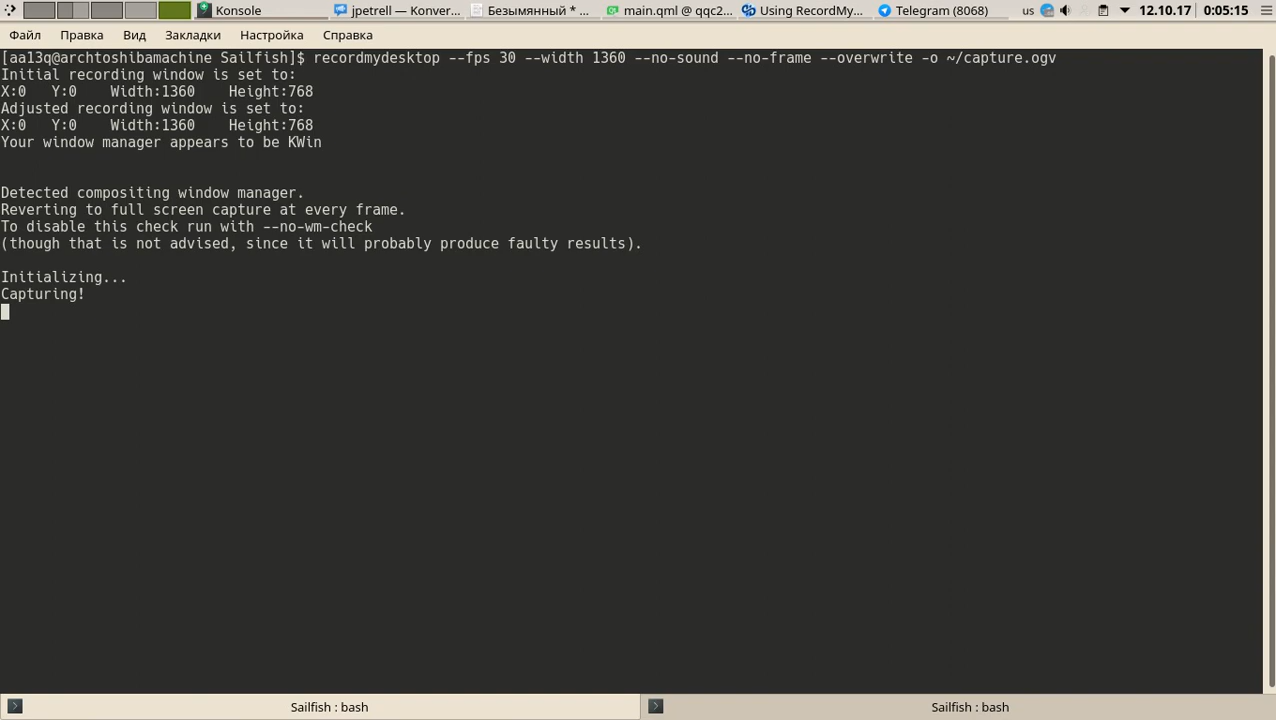 Konsole
jpetrell — Konver...
Безымянный * ...
main.qml @ qqc2...
Using RecordMy...
Telegram (8068)
us
12.10.17
0:05:15
Файл Правка Вид Закладки Настройка Справка
[aa13q@archtoshibamachine Sailfish]$ recordmydesktop --fps 30 --width 1360 --no-sound --no-frame --overwrite -o ~/capture.ogv
Initial recording window is set to:
X:0 Y:0 Width:1360 Height:768
Adjusted recording window is set to:
X:0 Y:0 Width:1360 Height:768
Your window manager appears to be KWin
Detected compositing window manager.
Reverting to full screen capture at every frame.
To disable this check run with --no-wm-check
(though that is not advised, since it will probably produce faulty results).
Initializing...
Capturing!
Sailfish : bash
Sailfish : bash